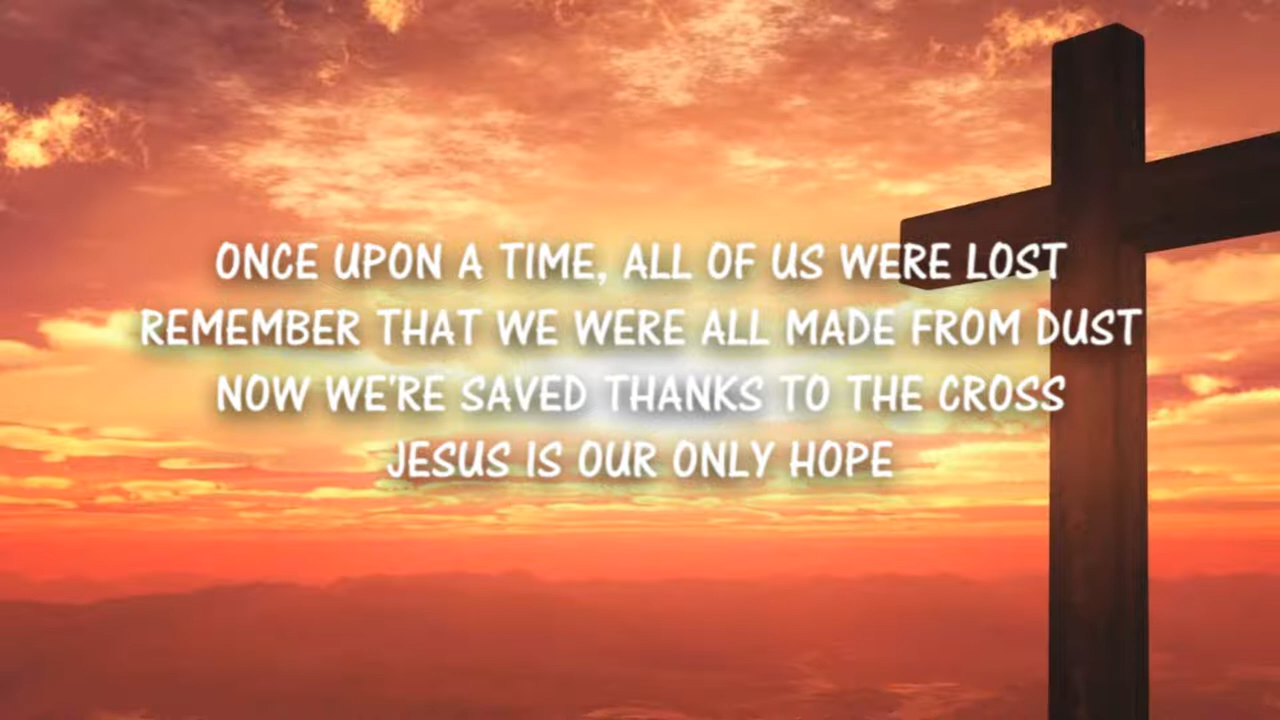 ONCE UPON A TIME, ALL OF US WERE LOST
REMEMBER THAT WE WERE ALL MADE FROM DUST
NOW WE'RE SAVED THANKS TO THE CROSS
JESUS IS OUR ONLY HOPE